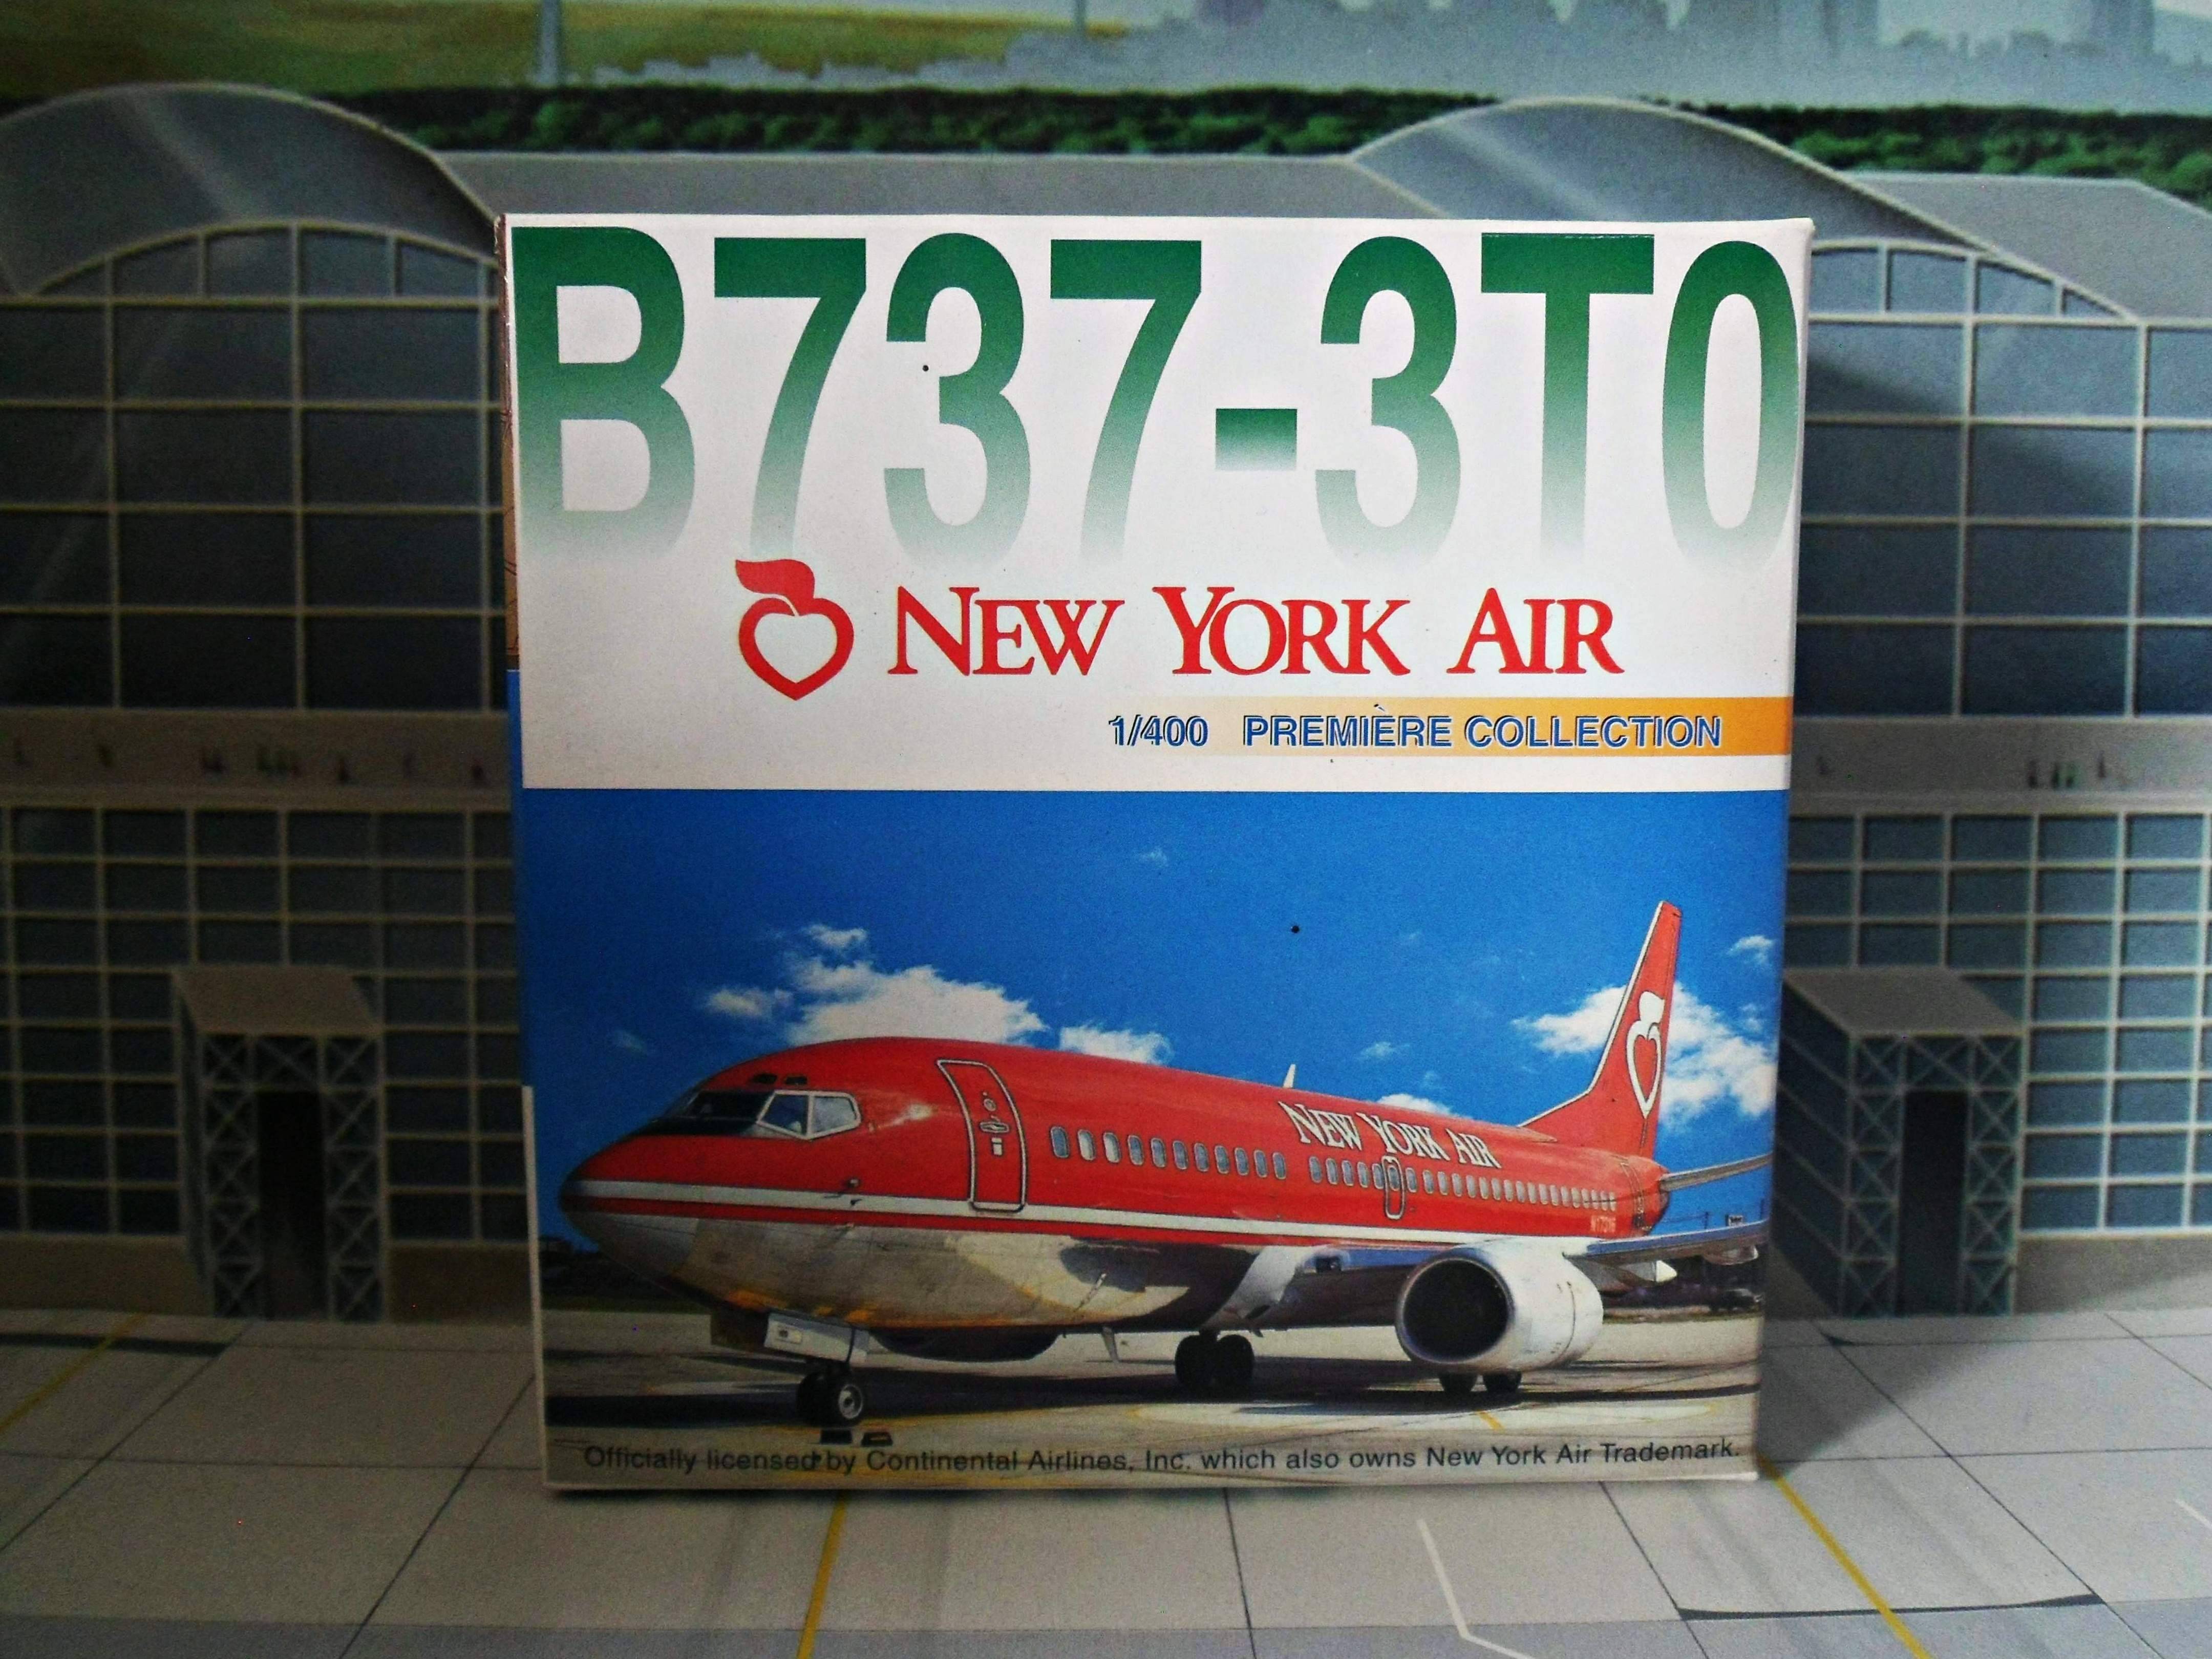 B737-3T0
NEW YORK AIR
1/400 PREMIÈRE COLLECTION
NEW YORK AIR
Officially licensed by Continental Airlines, Inc. which also owns New York Air Trademark.